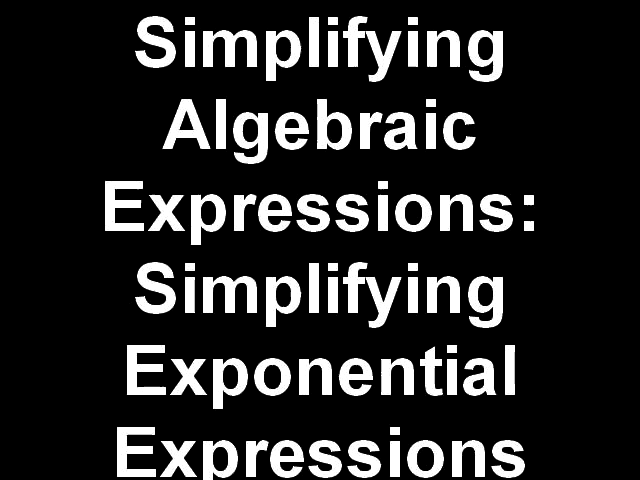 Simplifying
Algebraic
Expressions:
Simplifying
Exponential
Expressions